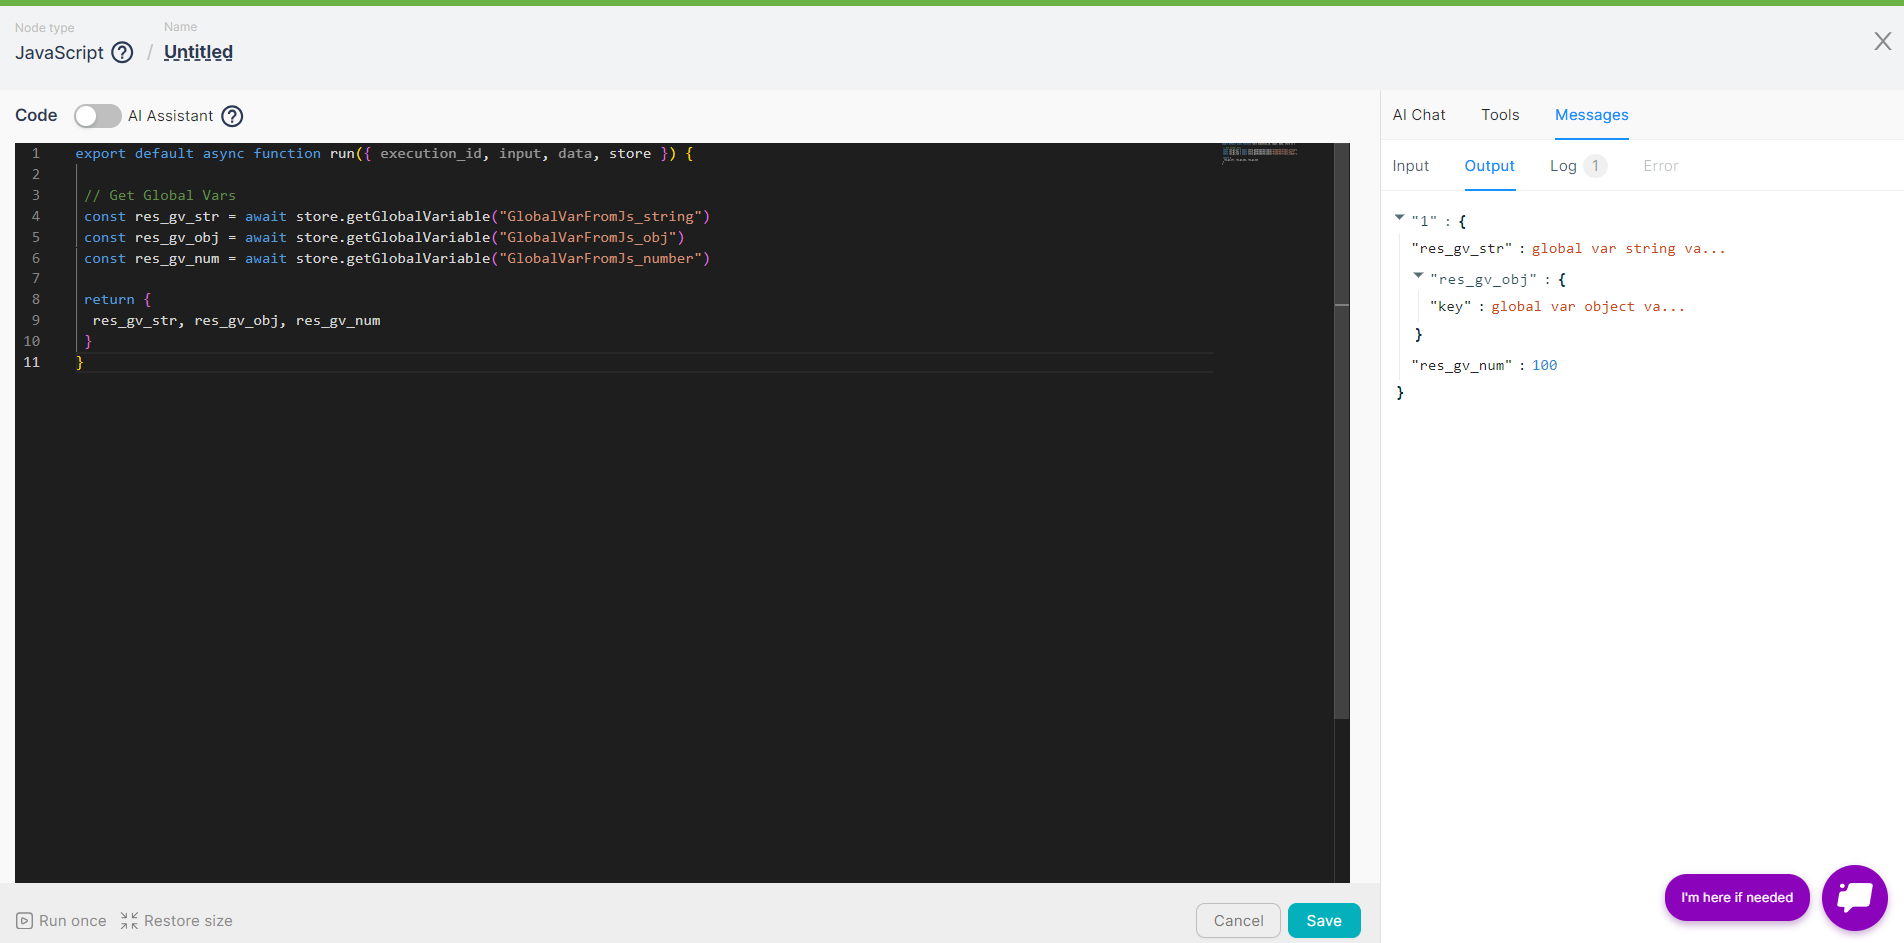 Node type
Name
JavaScript ? / Untitled
X
Code
AI Assistant ?
1 export default async function run({ execution_id, input, data, store }) {
2
3 // Get Global Vars
4 const res_gv_str = await store.getGlobalVariable("GlobalVarFromJs_string")
5 const res_gv_obj = await store.getGlobalVariable("GlobalVarFromJs_obj")
6 const res_gv_num = await store.getGlobalVariable("GlobalVarFromJs_number")
7
8 return {
9 res_gv_str, res_gv_obj, res_gv_num
10 }
11 }
Run once
Restore size
Cancel
Save
AI Chat
Tools
Messages
Input
Output
Log 1
Error
"1" : {
"res_gv_str" : global var string va...
"res_gv_obj" : {
"key" : global var object va...
}
"res_gv_num" : 100
}
I'm here if needed